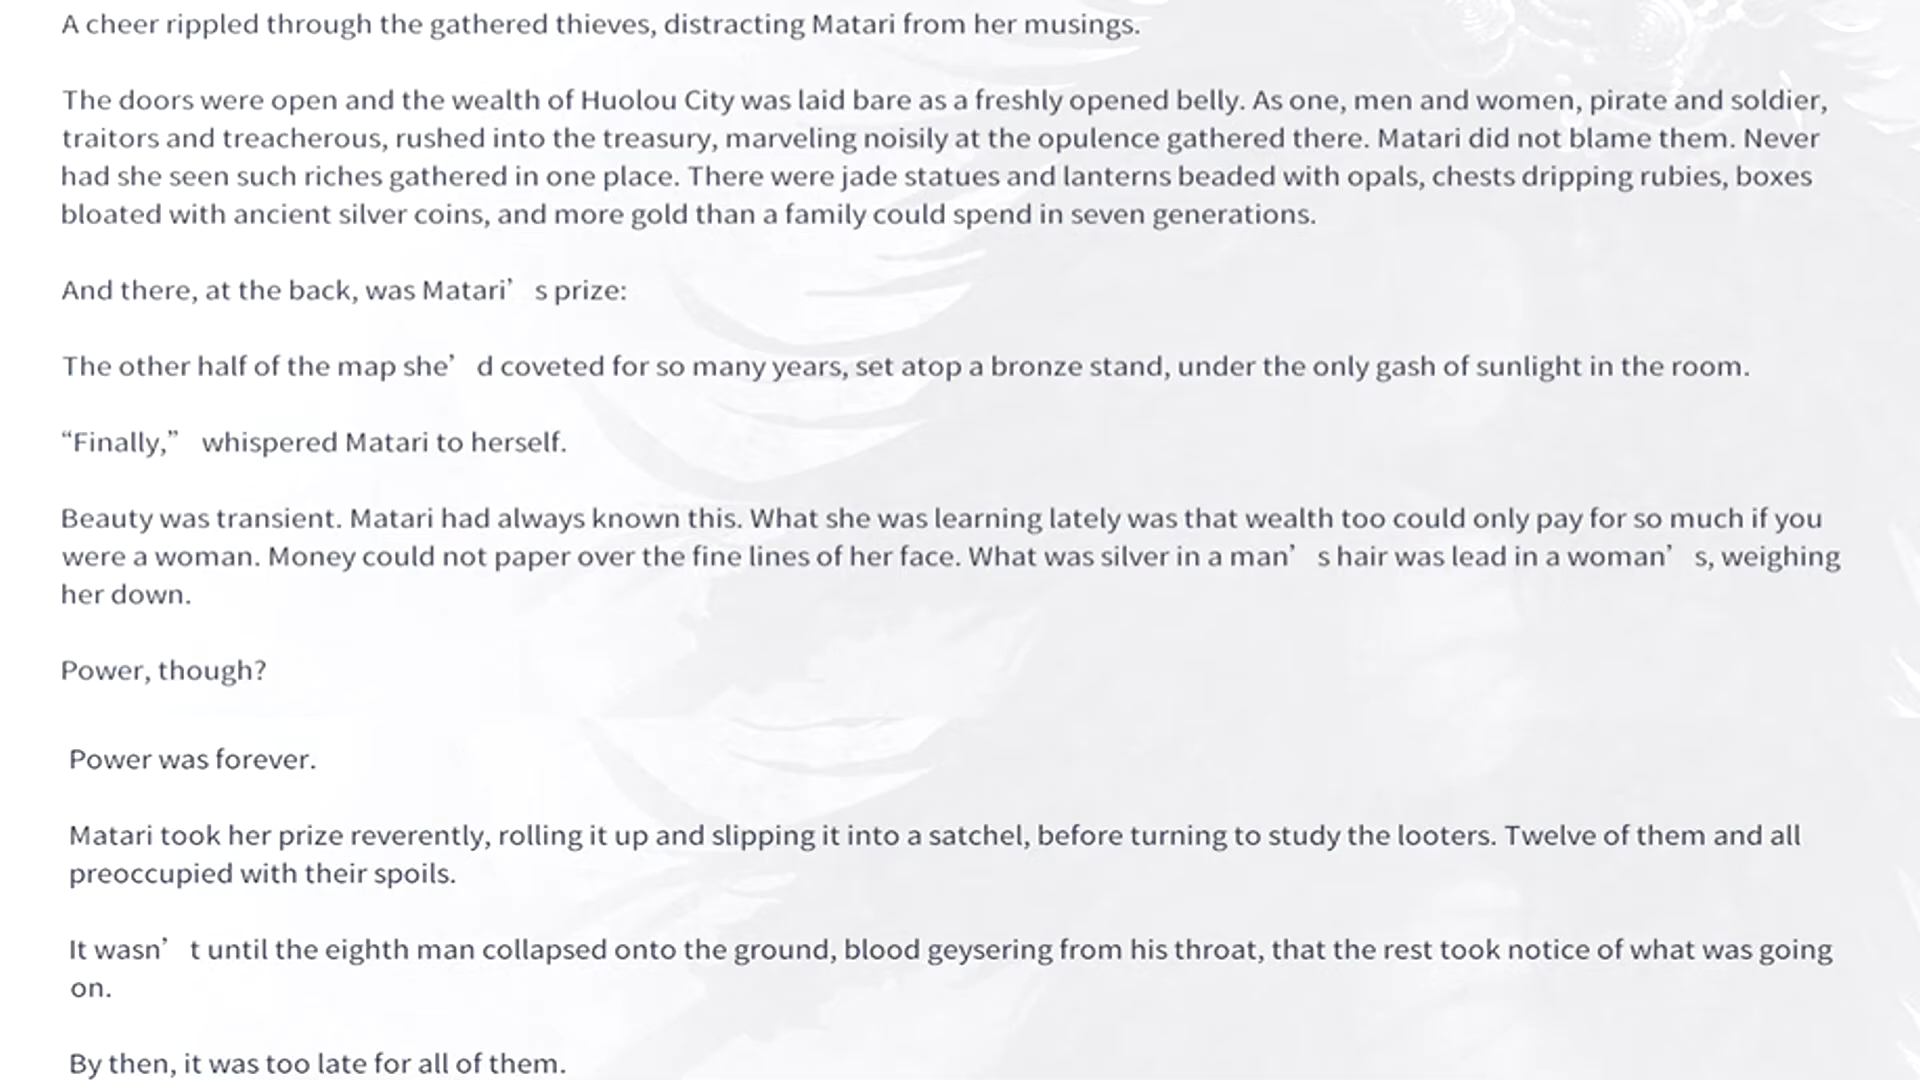 A cheer rippled through the gathered thieves, distracting Matari from her musings.
The doors were open and the wealth of Huolou City was laid bare as a freshly opened belly. As one, men and women, pirate and soldier,
traitors and treacherous, rushed into the treasury, marveling noisily at the opulence gathered there. Matari did not blame them. Never
had she seen such riches gathered in one place. There were jade statues and lanterns beaded with opals, chests dripping rubies, boxes
bloated with ancient silver coins, and more gold than a family could spend in seven generations.
And there, at the back, was Matari’ s prize:
The other half of the map she’ d coveted for so many years, set atop a bronze stand, under the only gash of sunlight in the room.
“Finally,” whispered Matari to herself.
Beauty was transient. Matari had always known this. What she was learning lately was that wealth too could only pay for so much if you
were a woman. Money could not paper over the fine lines of her face. What was silver in a man’ s hair was lead in a woman’ s, weighing
her down.
Power, though?
Power was forever.
Matari took her prize reverently, rolling it up and slipping it into a satchel, before turning to study the looters. Twelve of them and all
preoccupied with their spoils.
It wasn’ t until the eighth man collapsed onto the ground, blood geysering from his throat, that the rest took notice of what was going
on.
By then, it was too late for all of them.